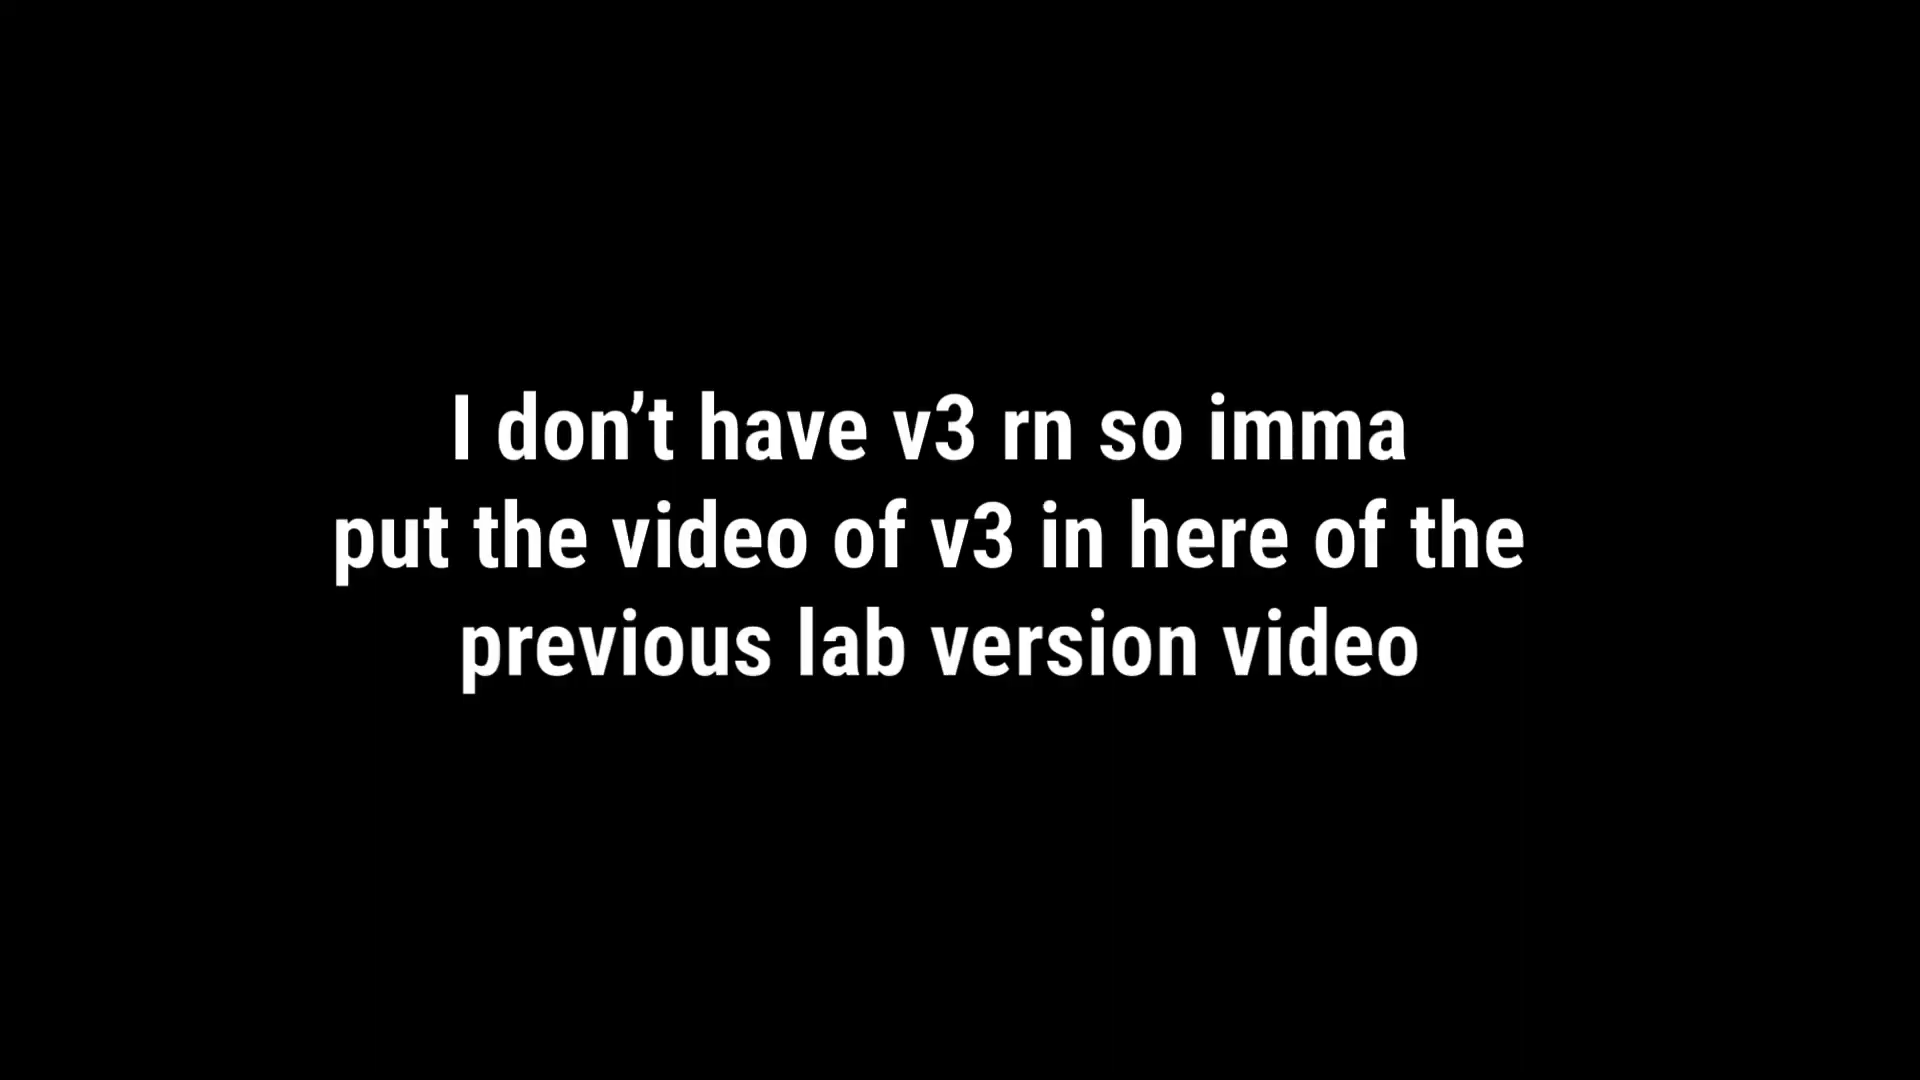 I don’t have v3 rn so imma
put the video of v3 in here of the
previous lab version video